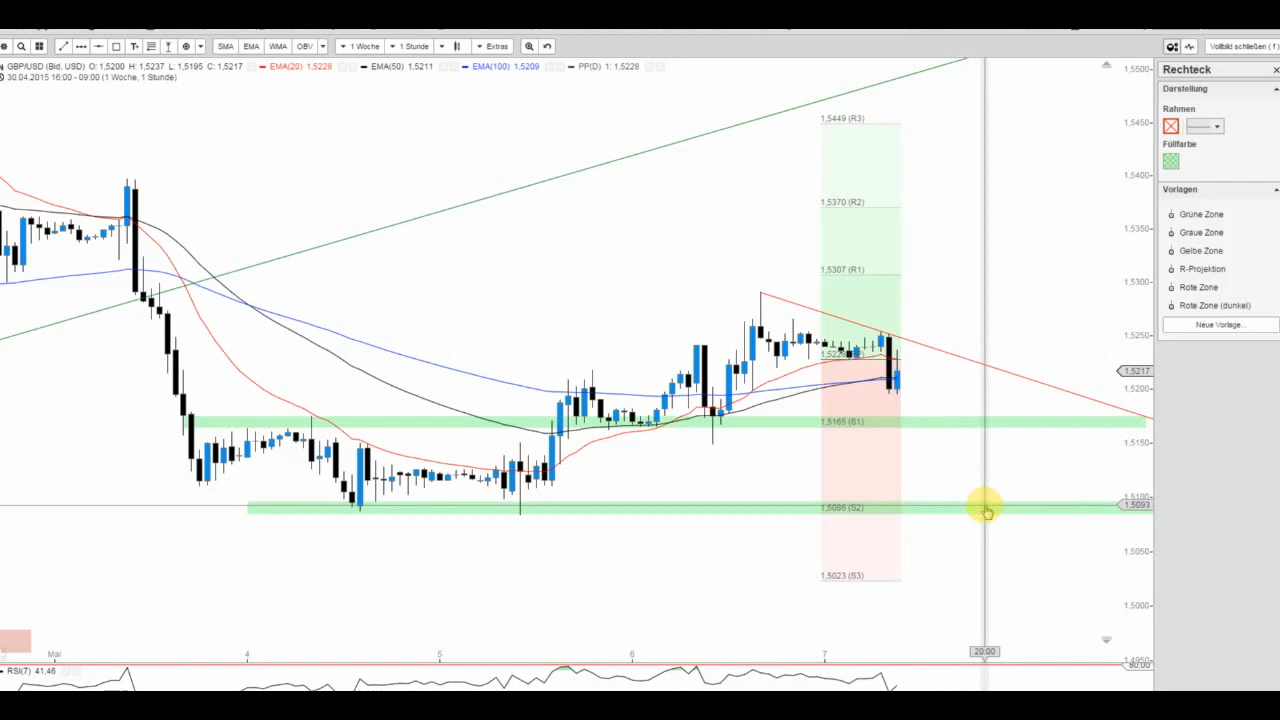 SMA EMA WMA OBV 1 Woche 1 Stunde Extras Vollbild schließen ( f )
GBP/USD (Bid, USD) O: 1,5200 H: 1,5237 L: 1,5195 C: 1,5217 EMA(20) 1,5228 EMA(50) 1,5211 EMA(100) 1,5209 PP(D) 1: 1,5228
30.04.2015 16:00 - 09:00 (1 Woche, 1 Stunde)
Rechteck
Darstellung
Rahmen
Füllfarbe
Vorlagen
Grüne Zone
Graue Zone
Gelbe Zone
R-Projektion
Rote Zone
Rote Zone (dunkel)
Neue Vorlage...
1,5500
1,5450
1,5400
1,5350
1,5300
1,5250
1,5217
1,5200
1,5150
1,5100
1,5093
1,5050
1,5000
1,4950
80,00
1,5449 (R3)
1,5370 (R2)
1,5307 (R1)
1,5165 (S1)
1,5086 (S2)
1,5023 (S3)
Mai 4 5 6 7 20:00
RSI(7) 41.46